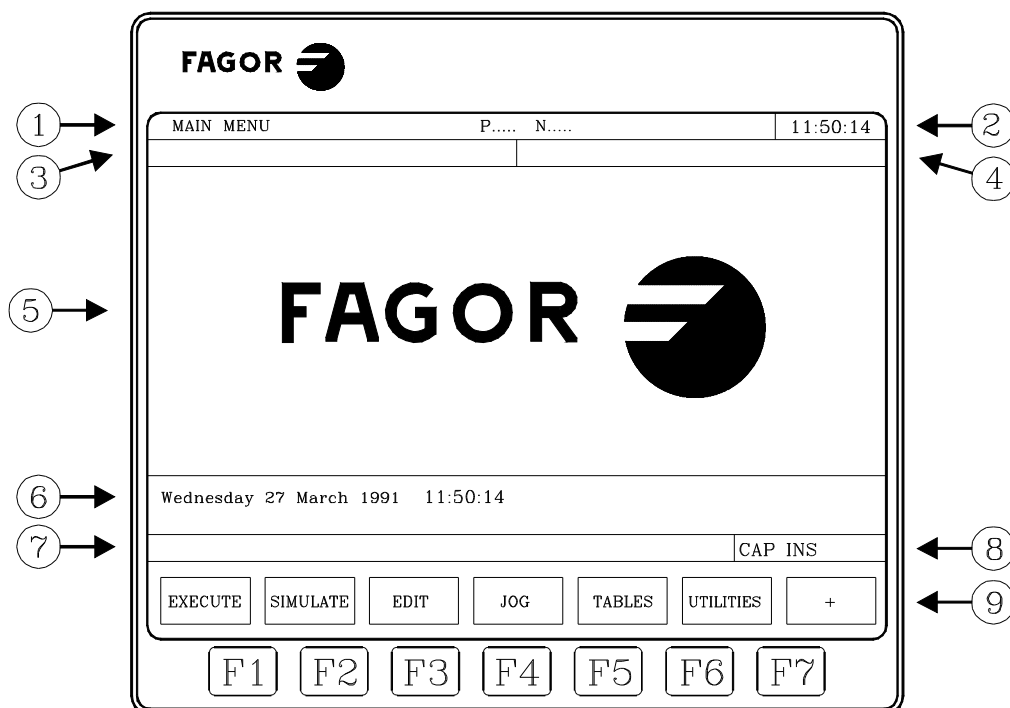 FAGOR
1
MAIN MENU P..... N..... 11:50:14
2
3
4
5
FAGOR
6
Wednesday 27 March 1991 11:50:14
7
CAP INS
8
EXECUTE SIMULATE EDIT JOG TABLES UTILITIES +
9
F1 F2 F3 F4 F5 F6 F7